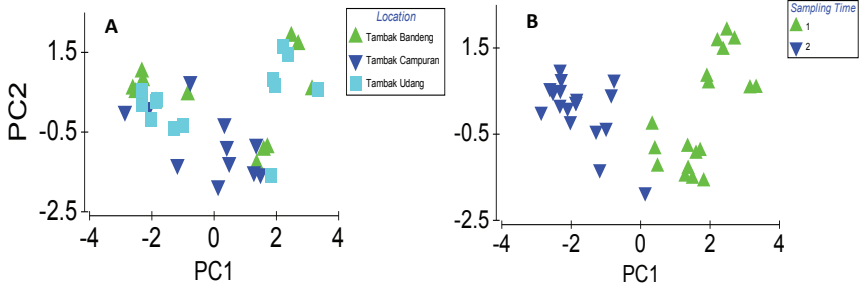 A
Location
Tambak Bandeng
Tambak Campuran
Tambak Udang
PC2
1.5
-0.5
-2.5
-4
-2
0
2
4
PC1
B
Sampling Time
1
2
1.5
-0.5
-2.5
-4
-2
0
2
4
PC1